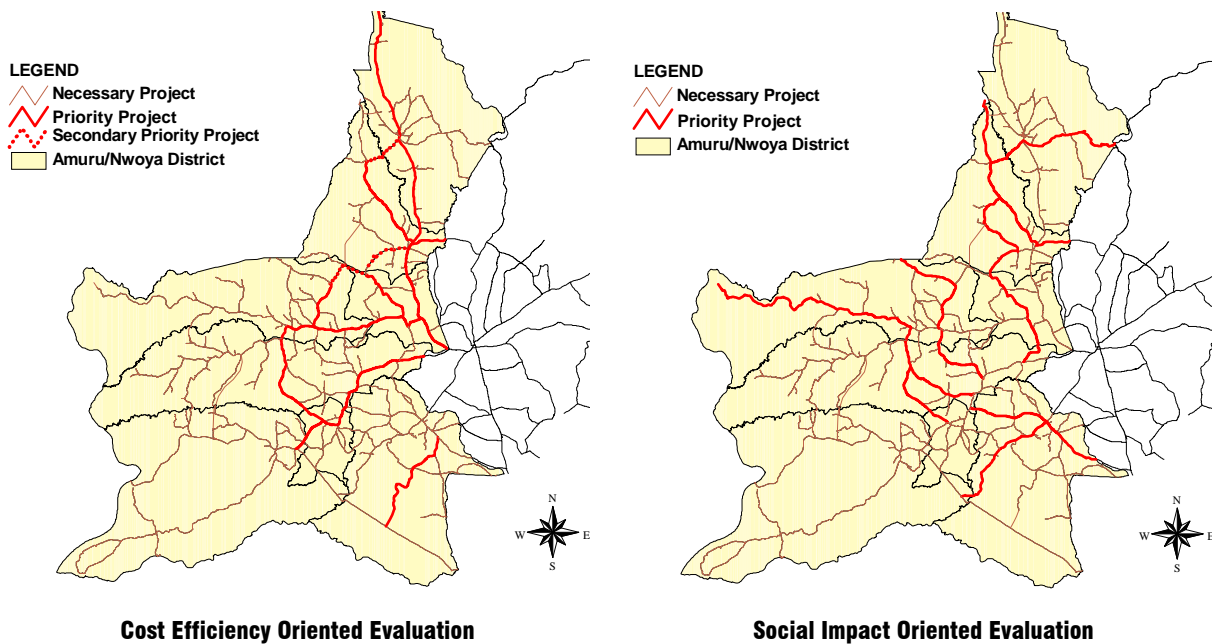 LEGEND
Necessary Project
Priority Project
Secondary Priority Project
Amuru/Nwoya District
N
W E
S
Cost Efficiency Oriented Evaluation
3
LEGEND
Necessary Project
Priority Project
Amuru/Nwoya District
N
W E
S
Social Impact Oriented Evaluation